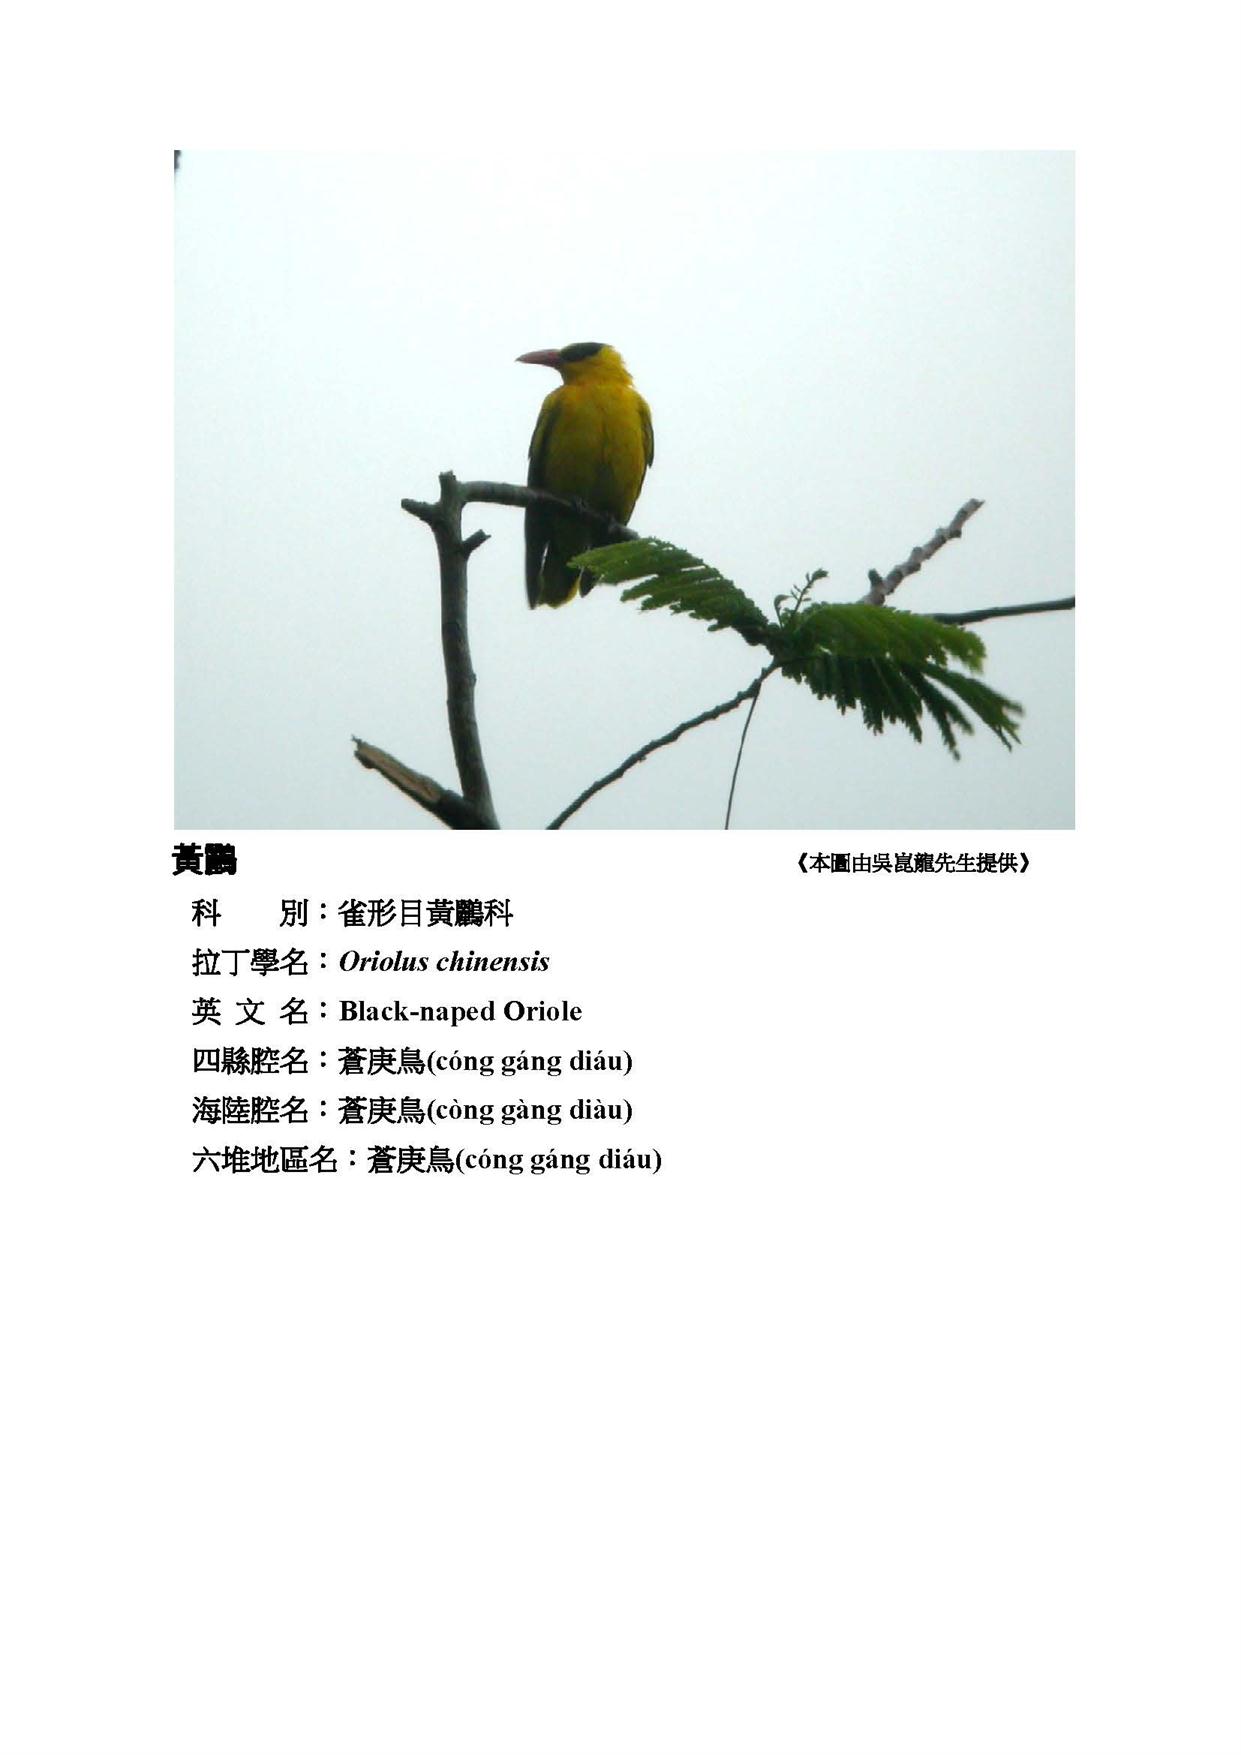 黃鸝 《本圖由吳崑龍先生提供》
科 別：雀形目黃鸝科
拉丁學名：Oriolus chinensis
英 文 名：Black-naped Oriole
四縣腔名：蒼庚鳥(cóng gáng diáu)
海陸腔名：蒼庚鳥(còng gàng diàu)
六堆地區名：蒼庚鳥(cóng gáng diáu)